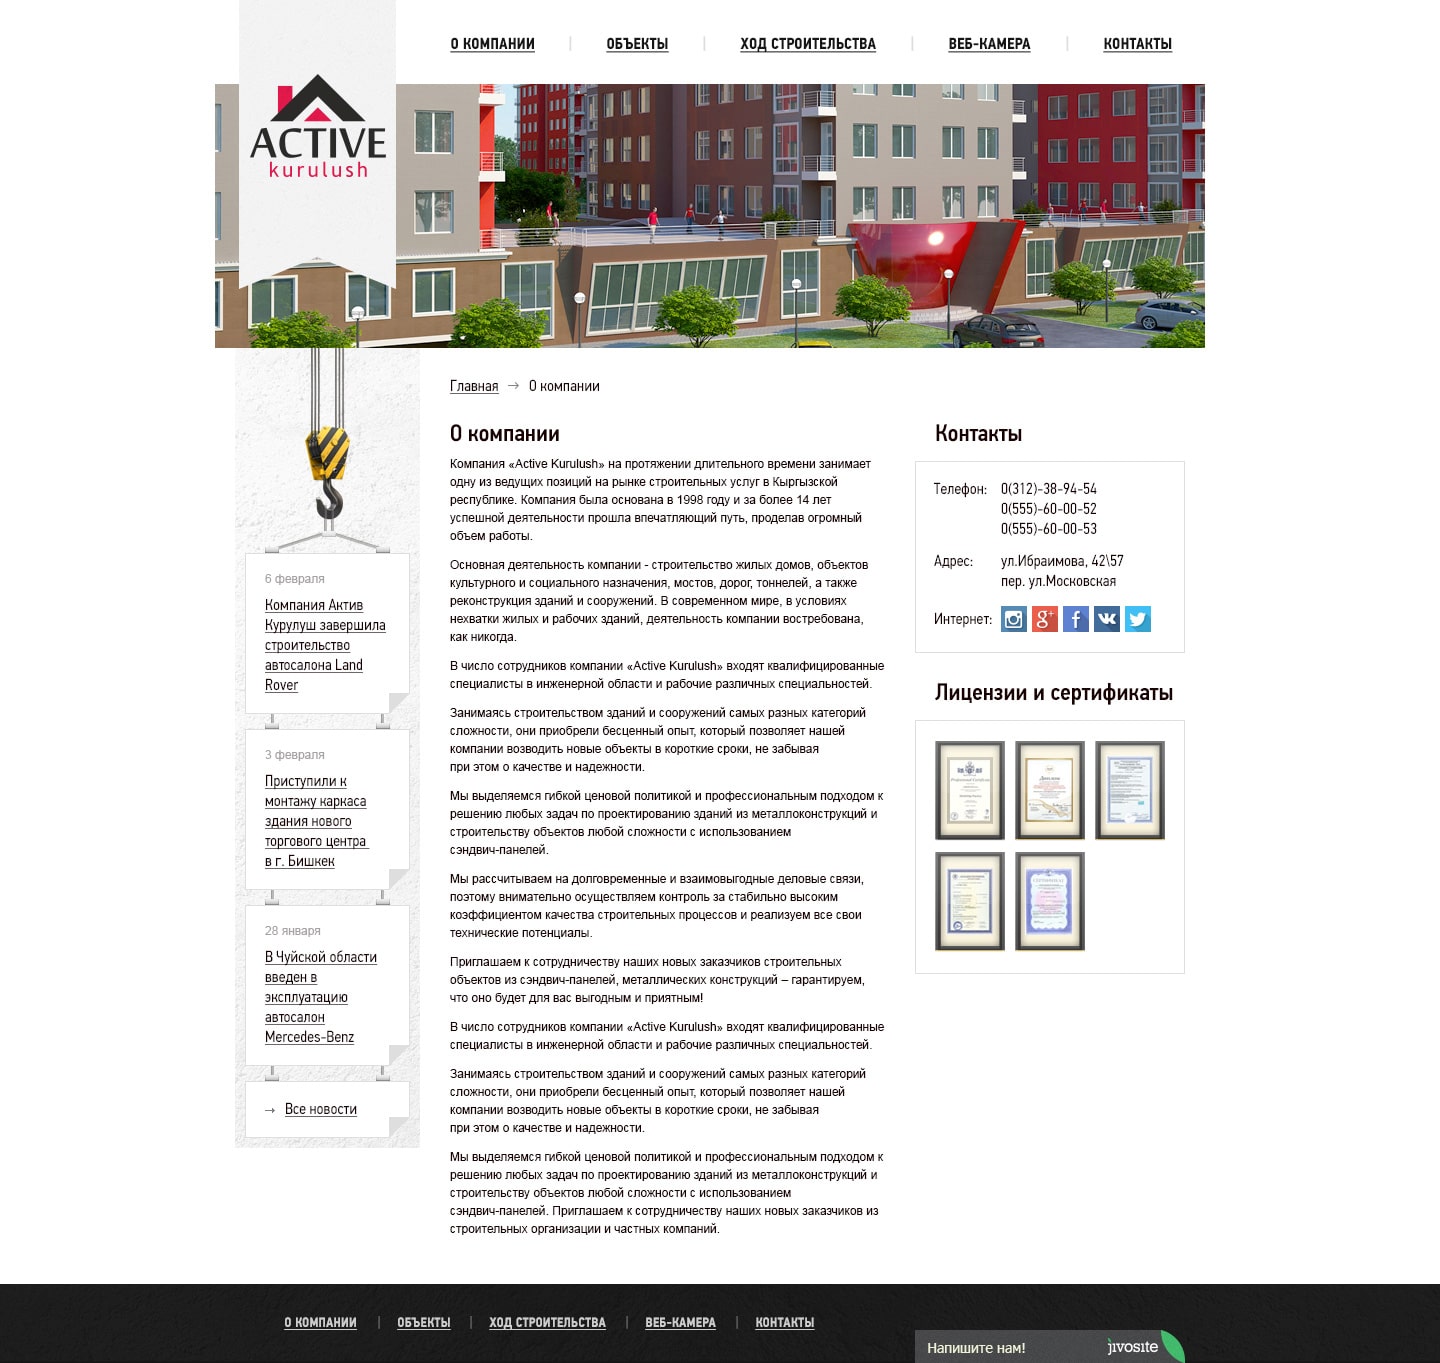 О КОМПАНИИ
ОБЪЕКТЫ
ХОД СТРОИТЕЛЬСТВА
ВЕБ-КАМЕРА
КОНТАКТЫ
ACTIVE
kurulush
Главная → О компании
6 февраля
Компания Актив
Курулуш завершила
строительство
автосалона Land
Rover
3 февраля
Приступили к
монтажу каркаса
здания нового
торгового центра
в г. Бишкек
28 января
В Чуйской области
введен в
эксплуатацию
автосалон
Mercedes-Benz
→ Все новости
О компании
Компания «Active Kurulush» на протяжении длительного времени занимает
одну из ведущих позиций на рынке строительных услуг в Кыргызской
республике. Компания была основана в 1998 году и за более 14 лет
успешной деятельности прошла впечатляющий путь, проделав огромный
объем работы.
Основная деятельность компании - строительство жилых домов, объектов
культурного и социального назначения, мостов, дорог, тоннелей, а также
реконструкция зданий и сооружений. В современном мире, в условиях
нехватки жилых и рабочих зданий, деятельность компании востребована,
как никогда.
В число сотрудников компании «Active Kurulush» входят квалифицированные
специалисты в инженерной области и рабочие различных специальностей.
Занимаясь строительством зданий и сооружений самых разных категорий
сложности, они приобрели бесценный опыт, который позволяет нашей
компании возводить новые объекты в короткие сроки, не забывая
при этом о качестве и надежности.
Мы выделяемся гибкой ценовой политикой и профессиональным подходом к
решению любых задач по проектированию зданий из металлоконструкций и
строительству объектов любой сложности с использованием
сэндвич-панелей.
Мы рассчитываем на долговременные и взаимовыгодные деловые связи,
поэтому внимательно осуществляем контроль за стабильно высоким
коэффициентом качества строительных процессов и реализуем все свои
технические потенциалы.
Приглашаем к сотрудничеству наших новых заказчиков строительных
объектов из сэндвич-панелей, металлических конструкций – гарантируем,
что оно будет для вас выгодным и приятным!
В число сотрудников компании «Active Kurulush» входят квалифицированные
специалисты в инженерной области и рабочие различных специальностей.
Занимаясь строительством зданий и сооружений самых разных категорий
сложности, они приобрели бесценный опыт, который позволяет нашей
компании возводить новые объекты в короткие сроки, не забывая
при этом о качестве и надежности.
Мы выделяемся гибкой ценовой политикой и профессиональным подходом к
решению любых задач по проектированию зданий из металлоконструкций и
строительству объектов любой сложности с использованием
сэндвич-панелей. Приглашаем к сотрудничеству наших новых заказчиков из
строительных организации и частных компаний.
Контакты
Телефон: 0(312)-38-94-54
0(555)-60-00-52
0(555)-60-00-53
Адрес: ул.Ибраимова, 42\57
пер. ул.Московская
Интернет:
Лицензии и сертификаты
О КОМПАНИИ
ОБЪЕКТЫ
ХОД СТРОИТЕЛЬСТВА
ВЕБ-КАМЕРА
КОНТАКТЫ
Напишите нам!
jivosite